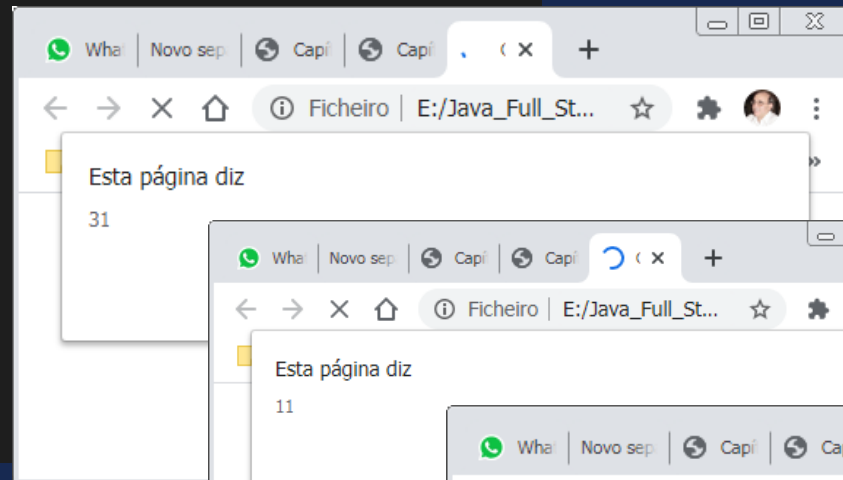 Wha Novo sep Capí Capí
Ficheiro E:/Java_Full_St...
Esta página diz
31
Wha Novo sep Capí Capí
Ficheiro E:/Java_Full_St...
Esta página diz
11
Wha Novo sep Capí Ca